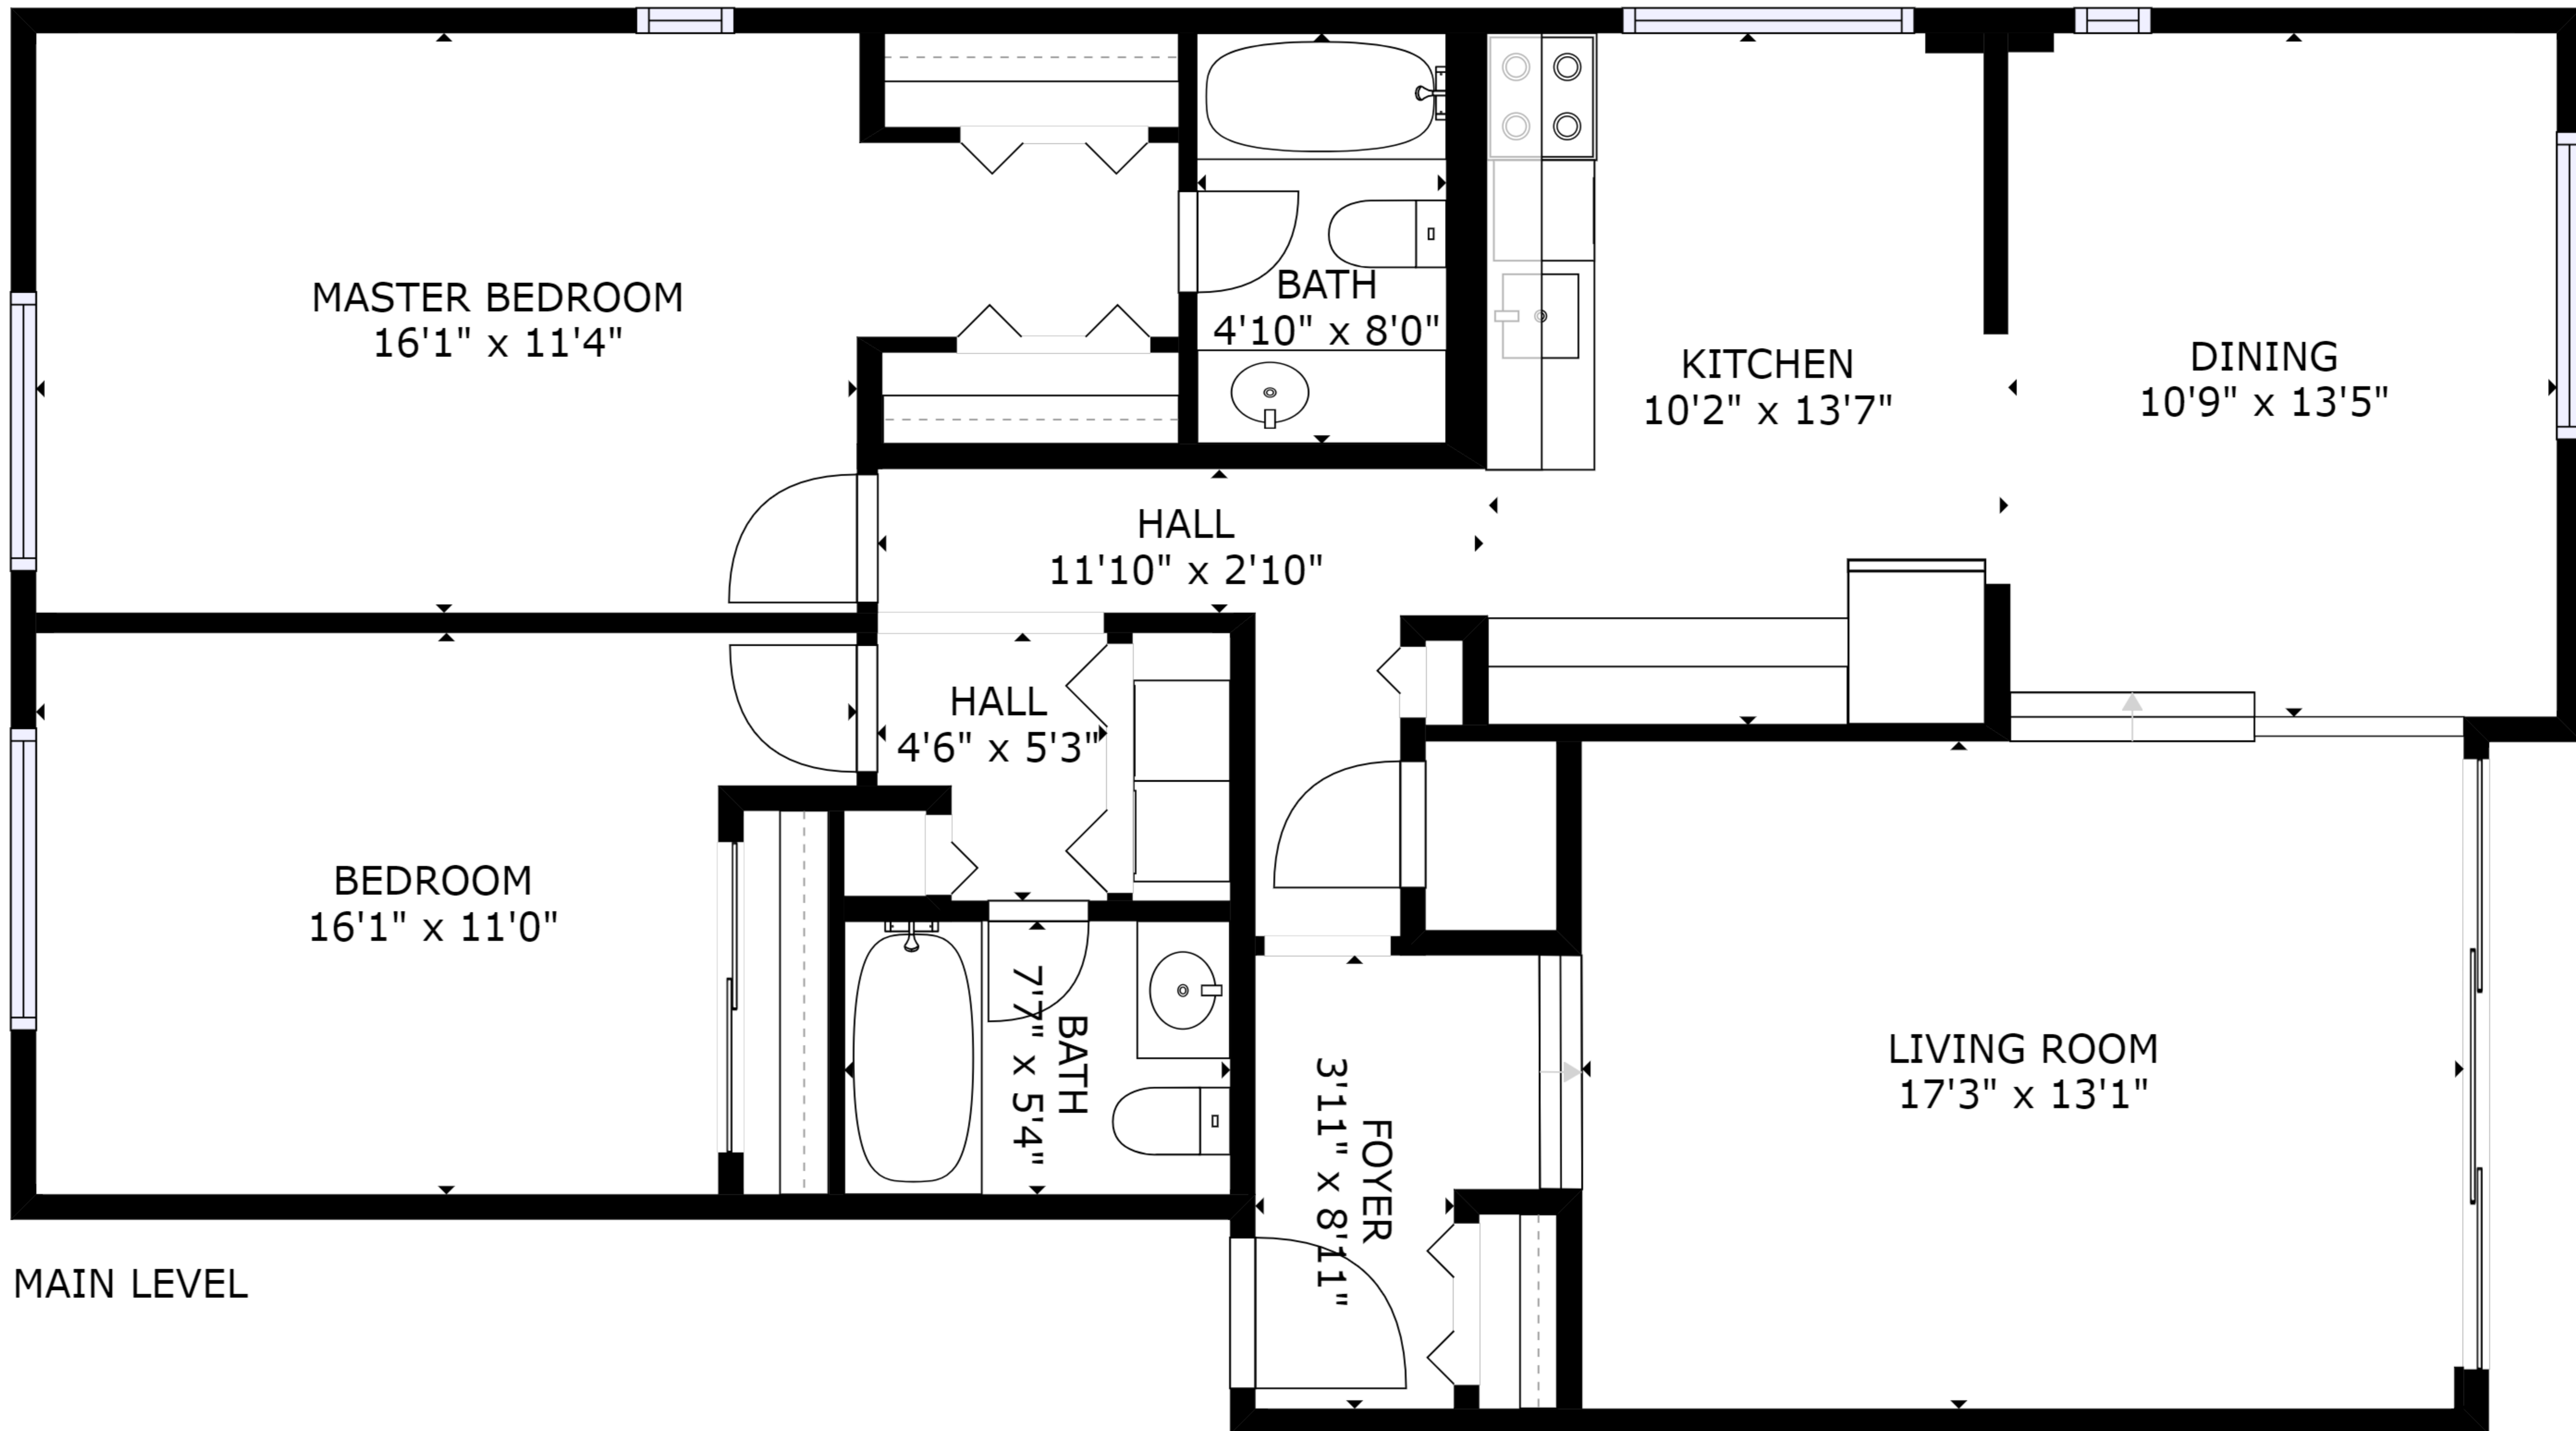 MASTER BEDROOM
16'1" x 11'4"
BATH
4'10" x 8'0"
KITCHEN
10'2" x 13'7"
DINING
10'9" x 13'5"
HALL
11'10" x 2'10"
HALL
4'6" x 5'3"
BEDROOM
16'1" x 11'0"
BATH
7'7" x 5'4"
FOYER
3'11" x 8'11"
LIVING ROOM
17'3" x 13'1"
MAIN LEVEL